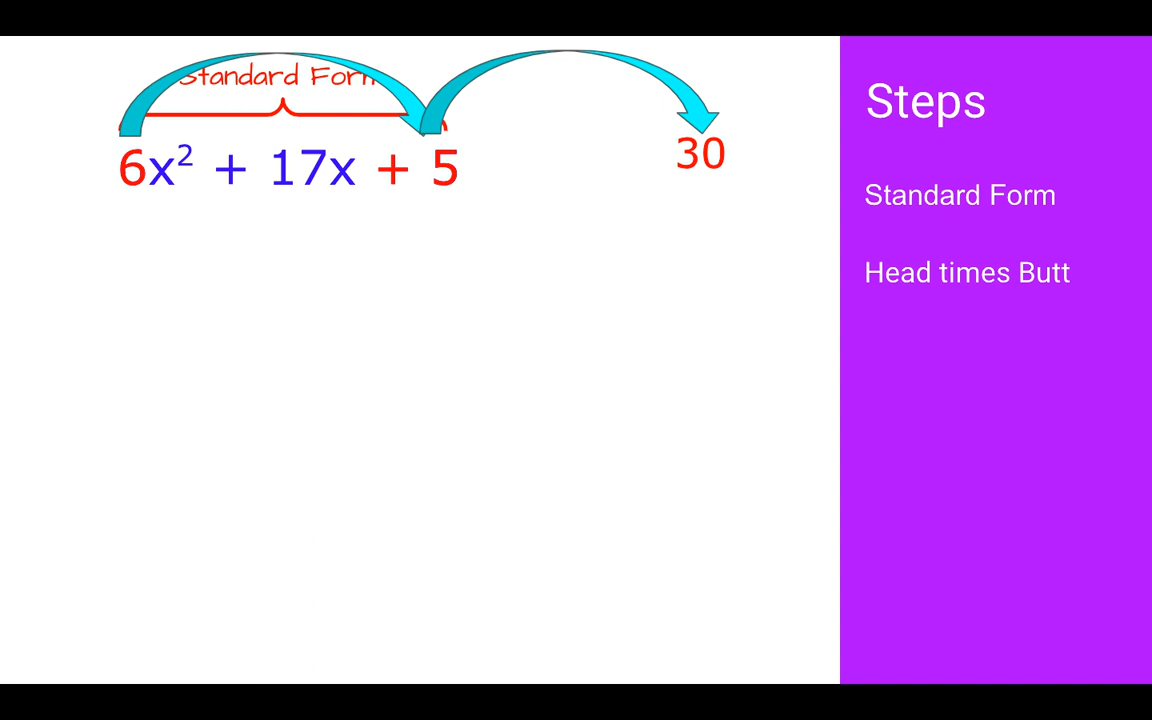 Standard Form
6x² + 17x + 5
30
Steps
Standard Form
Head times Butt